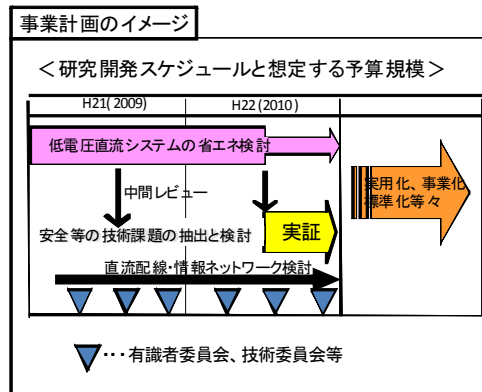 事業計画のイメージ
＜研究開発スケジュールと想定する予算規模＞
H21(2009)
H22(2010)
低電圧直流システムの省エネ検討
中間レビュー
実用化、事業化
標準化等々
安全等の技術課題の抽出と検討
実証
直流配線・情報ネットワーク検討
・・・有識者委員会、技術委員会等